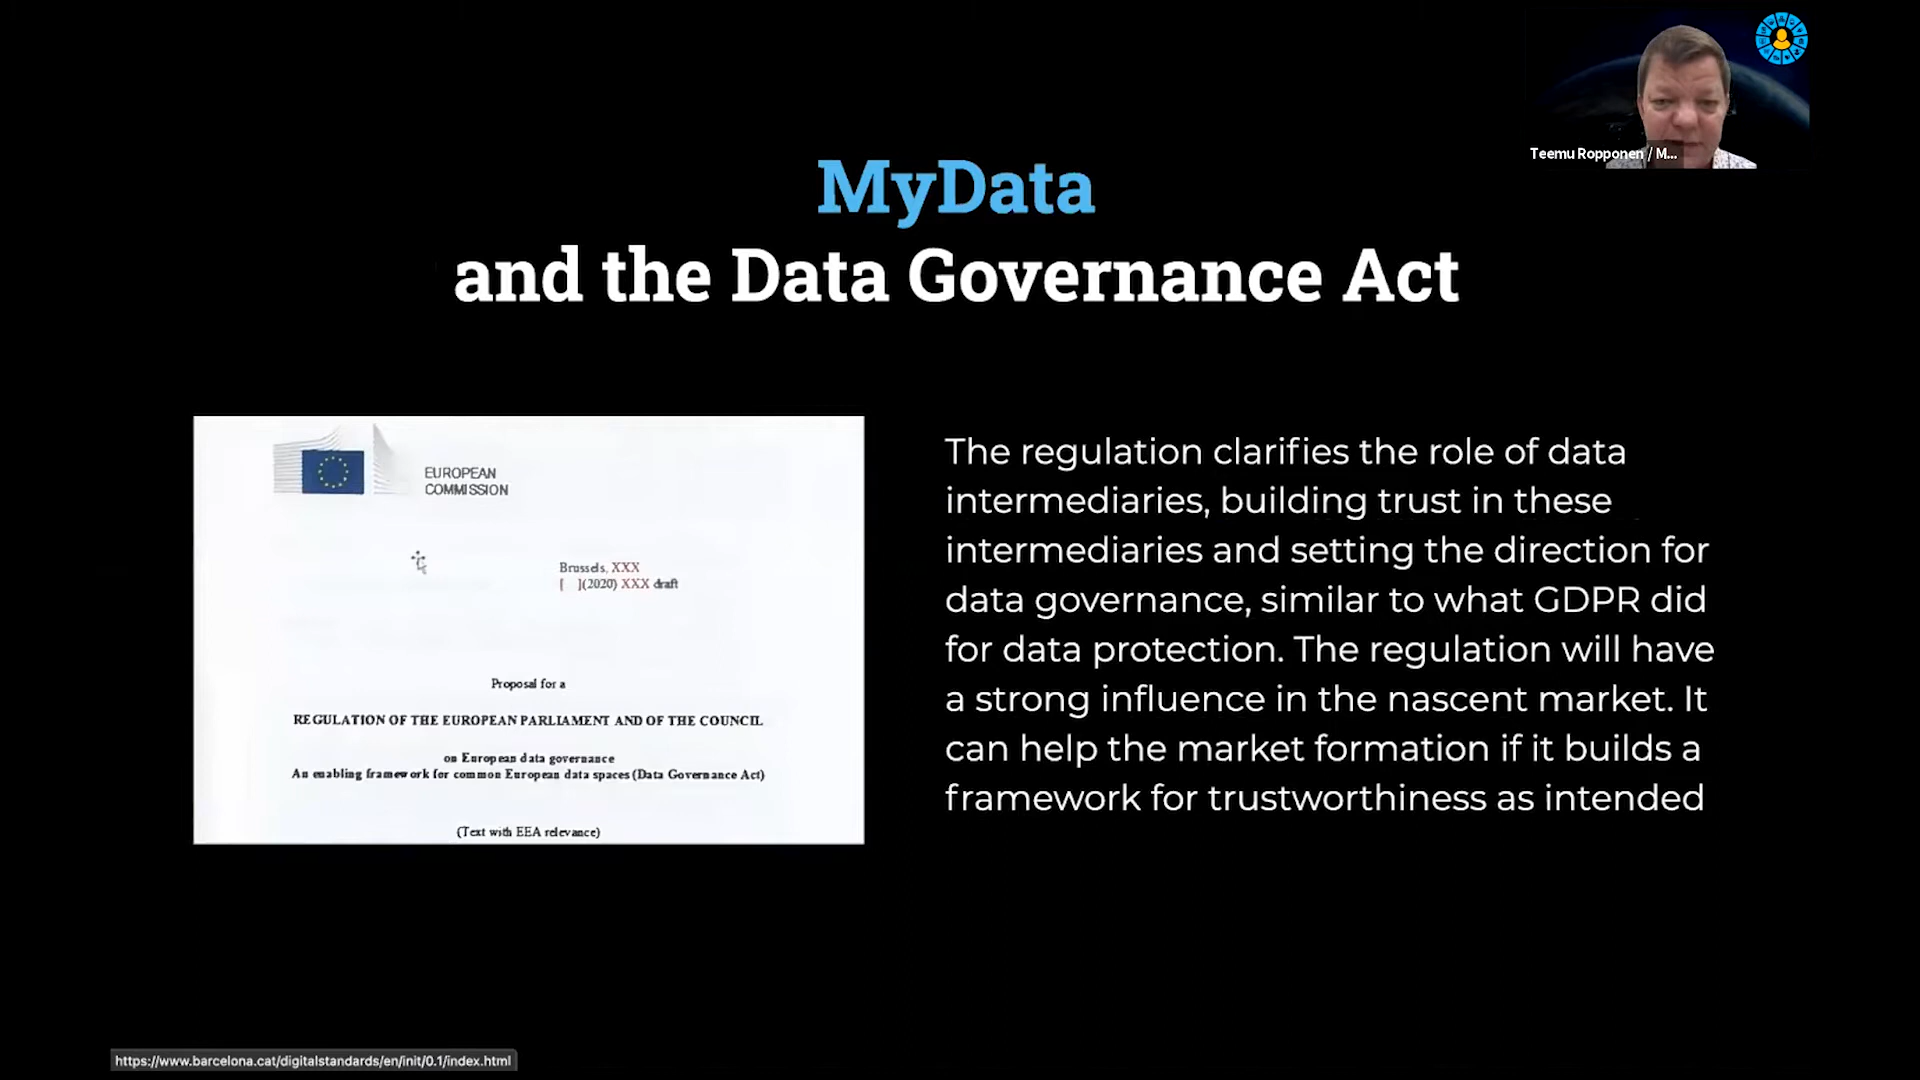 Teemu Ropponen / M...
MyData
and the Data Governance Act
EUROPEAN
COMMISSION
Brussels, XXX
[ ](2020) XXX draft
Proposal for a
REGULATION OF THE EUROPEAN PARLIAMENT AND OF THE COUNCIL
on European data governance
An enabling framework for common European data spaces (Data Governance Act)
(Text with EEA relevance)
The regulation clarifies the role of data
intermediaries, building trust in these
intermediaries and setting the direction for
data governance, similar to what GDPR did
for data protection. The regulation will have
a strong influence in the nascent market. It
can help the market formation if it builds a
framework for trustworthiness as intended
https://www.barcelona.cat/digitalstandards/en/init/0.1/index.html